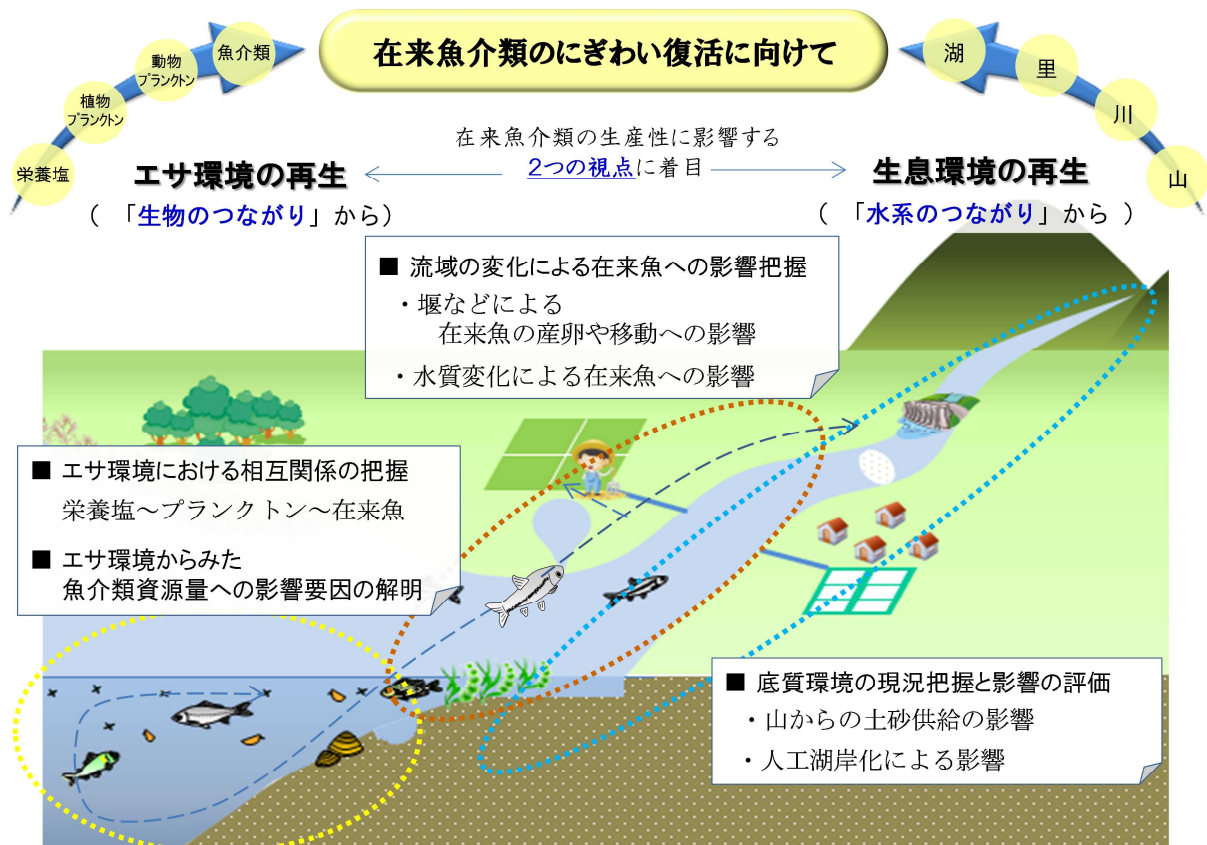 在来魚介類のにぎわい復活に向けて
魚介類
動物
プランクトン
植物
プランクトン
栄養塩
湖
里
川
山
在来魚介類の生産性に影響する
2つの視点に着目
エサ環境の再生
(「生物のつながり」から)
生息環境の再生
(「水系のつながり」から)
■ 流域の変化による在来魚への影響把握
・堰などによる
在来魚の産卵や移動への影響
・水質変化による在来魚への影響
■ エサ環境における相互関係の把握
栄養塩～プランクトン～在来魚
■ エサ環境からみた
魚介類資源量への影響要因の解明
■ 底質環境の現況把握と影響の評価
・山からの土砂供給の影響
・人工湖岸化による影響